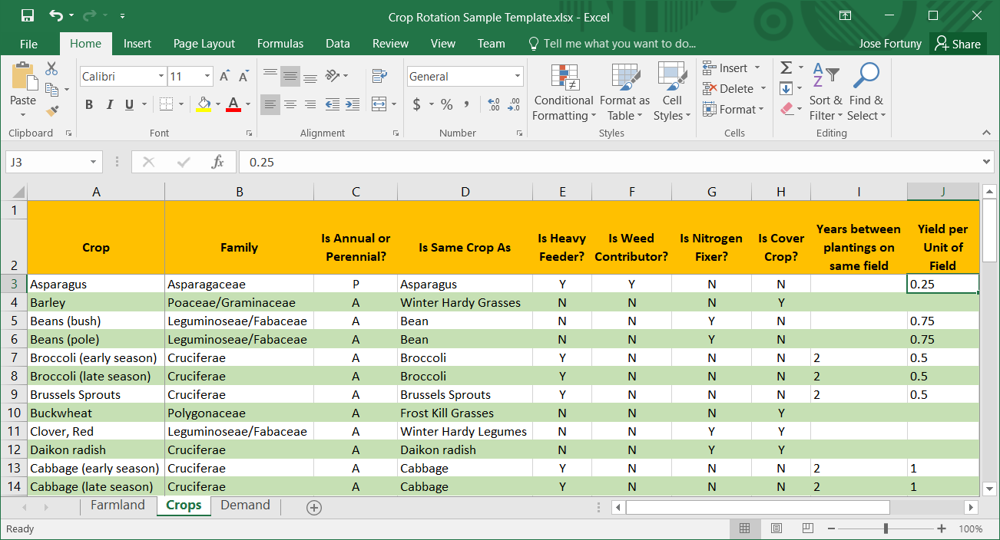 Crop Rotation Sample Template.xlsx - Excel
File Home Insert Page Layout Formulas Data Review View Team Tell me what you want to do... Jose Fortuny Share
Paste
Calibri 11
B I U A
General
$ % ,
Conditional Formatting
Format as Table
Cell Styles
Insert
Delete
Format
Sort & Filter
Find & Select
Clipboard Font Alignment Number Styles Cells Editing
J3 fx 0.25
A B C D E F G H I J
1
2 Crop Family Is Annual or Perennial? Is Same Crop As Is Heavy Feeder? Is Weed Contributor? Is Nitrogen Fixer? Is Cover Crop? Years between plantings on same field Yield per Unit of Field
3 Asparagus Asparagaceae P Asparagus Y Y N N 0.25
4 Barley Poaceae/Graminaceae A Winter Hardy Grasses N N N Y
5 Beans (bush) Leguminoseae/Fabaceae A Bean N N Y N 0.75
6 Beans (pole) Leguminoseae/Fabaceae A Bean N N Y N 0.75
7 Broccoli (early season) Cruciferae A Broccoli Y N N N 2 0.5
8 Broccoli (late season) Cruciferae A Broccoli Y N N N 2 0.5
9 Brussels Sprouts Cruciferae A Brussels Sprouts Y N N N 2 0.5
10 Buckwheat Polygonaceae A Frost Kill Grasses N N N Y
11 Clover, Red Leguminoseae/Fabaceae A Winter Hardy Legumes N N Y Y
12 Daikon radish Cruciferae A Daikon radish N N Y Y
13 Cabbage (early season) Cruciferae A Cabbage Y N N N 2 1
14 Cabbage (late season) Cruciferae A Cabbage Y N N N 2 1
Farmland Crops Demand
Ready 100%